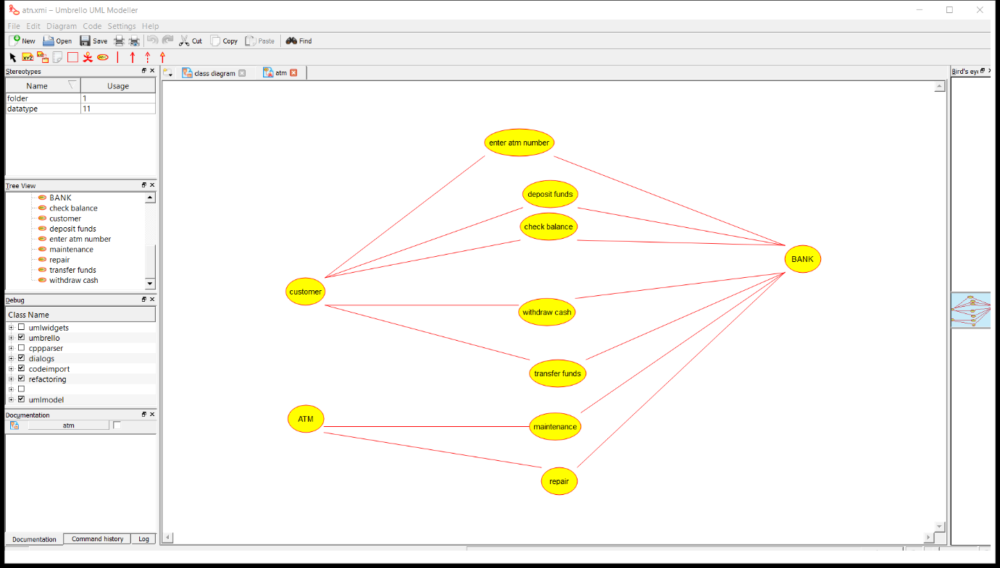 atn.xmi – Umbrello UML Modeller
File Edit Diagram Code Settings Help
New Open Save Cut Copy Paste Find
XYZ ABC
Stereotypes
Name Usage
folder 1
datatype 11
Tree View
BANK
check balance
customer
deposit funds
enter atm number
maintenance
repair
transfer funds
withdraw cash
Debug
Class Name
umlwidgets
umbrello
cppparser
dialogs
codeimport
refactoring
umlmodel
Documentation
atm
Documentation Command history Log
class diagram atm
enter atm number
deposit funds
check balance
BANK
customer
withdraw cash
transfer funds
ATM
maintenance
repair
Bird's eye